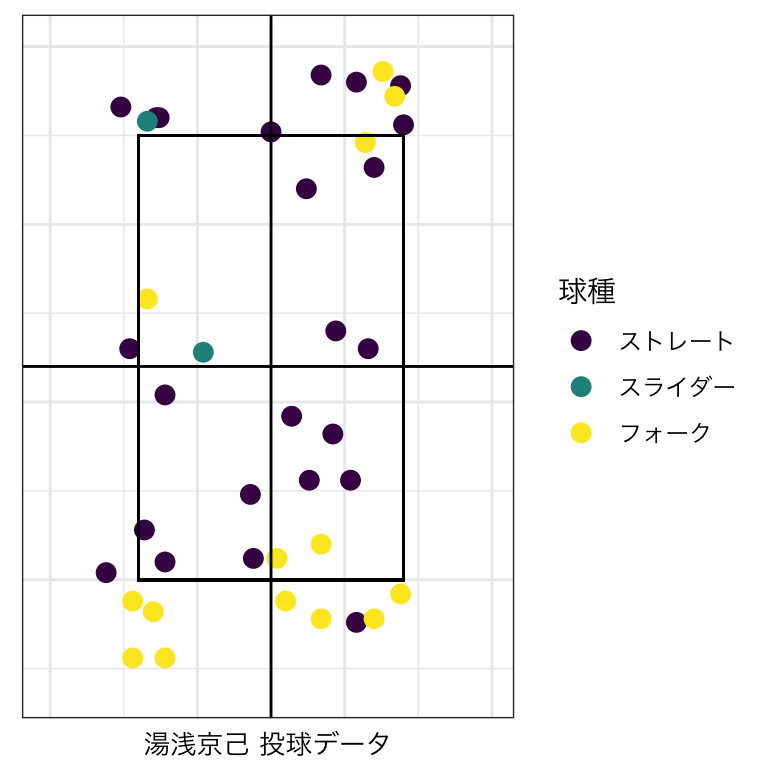 球種
ストレート
スライダー
フォーク
湯浅京己 投球データ